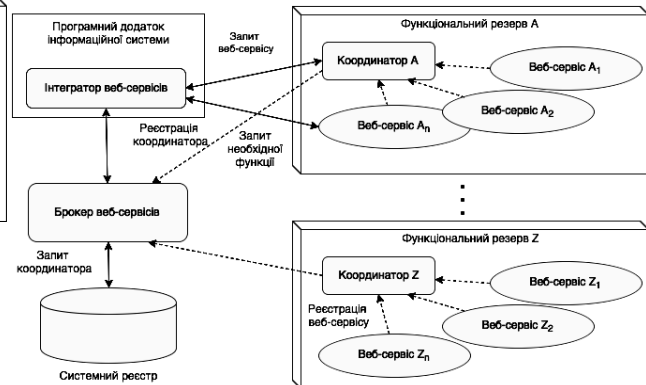 Програмний додаток
інформаційної системи
Інтегратор веб-сервісів
Запит
веб-сервісу
Функціональний резерв A
Координатор A
Веб-сервіс A1
Веб-сервіс A2
Веб-сервіс An
Реєстрація
координатора
Запит
необхідної
функції
Брокер веб-сервісів
Запит
координатора
Системний реєстр
Функціональний резерв Z
Координатор Z
Веб-сервіс Z1
Веб-сервіс Z2
Веб-сервіс Zn
Реєстрація
веб-сервісу